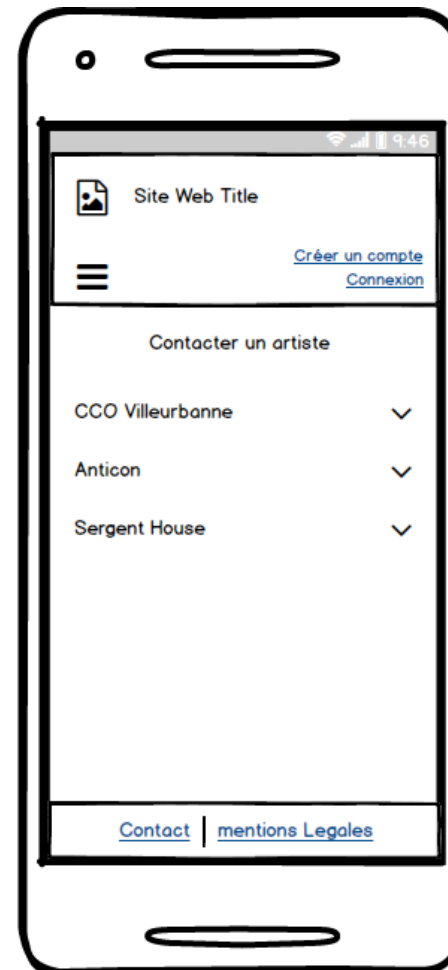 9:46
Site Web Title
Créer un compte
Connexion
Contacter un artiste
CCO Villeurbanne
Anticon
Sergent House
Contact | mentions Legales